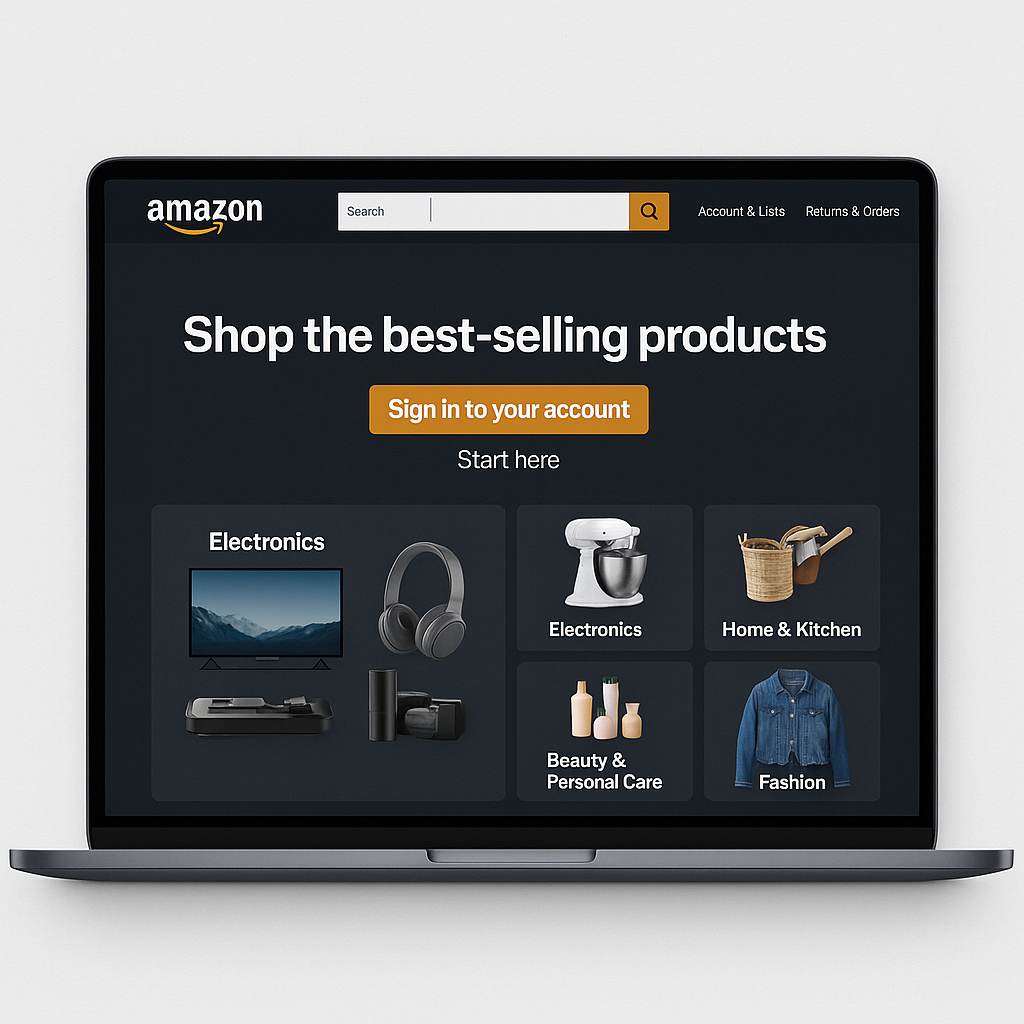 amazon
Search
Account & Lists
Returns & Orders
Shop the best-selling products
Sign in to your account
Start here
Electronics
Electronics
Home & Kitchen
Beauty &
Personal Care
Fashion